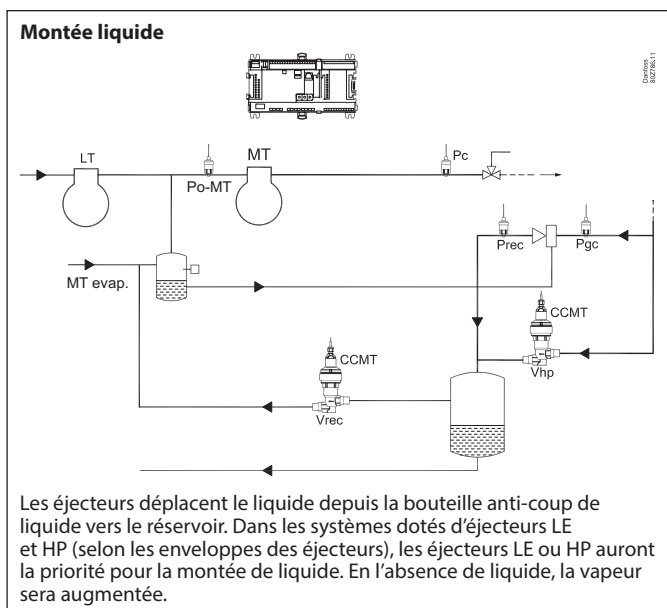 Montée liquide
Danfoss
80Z786.11
LT
MT
Pc
Po-MT
Prec
Pgc
MT evap.
CCMT
CCMT
Vhp
Vrec
Les éjecteurs déplacent le liquide depuis la bouteille anti-coup de
liquide vers le réservoir. Dans les systèmes dotés d’éjecteurs LE
et HP (selon les enveloppes des éjecteurs), les éjecteurs LE ou HP auront
la priorité pour la montée de liquide. En l’absence de liquide, la vapeur
sera augmentée.